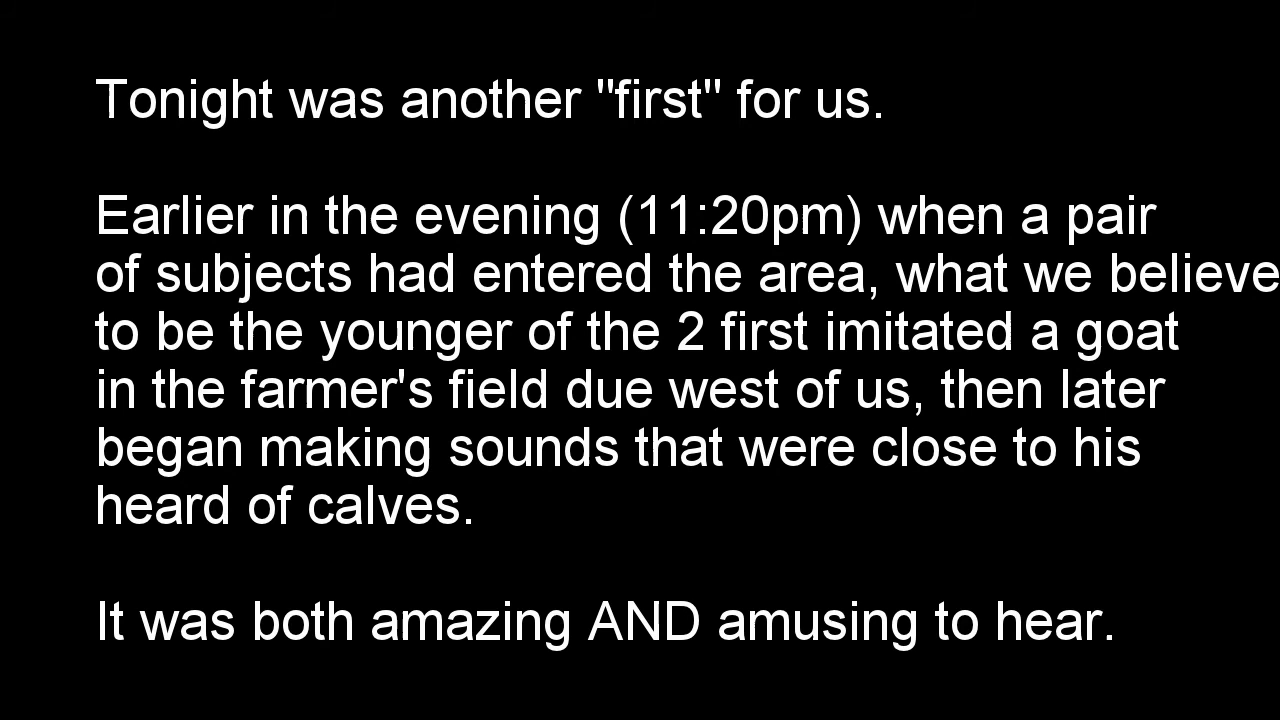 Tonight was another "first" for us.
Earlier in the evening (11:20pm) when a pair
of subjects had entered the area, what we believe
to be the younger of the 2 first imitated a goat
in the farmer's field due west of us, then later
began making sounds that were close to his
heard of calves.
It was both amazing AND amusing to hear.